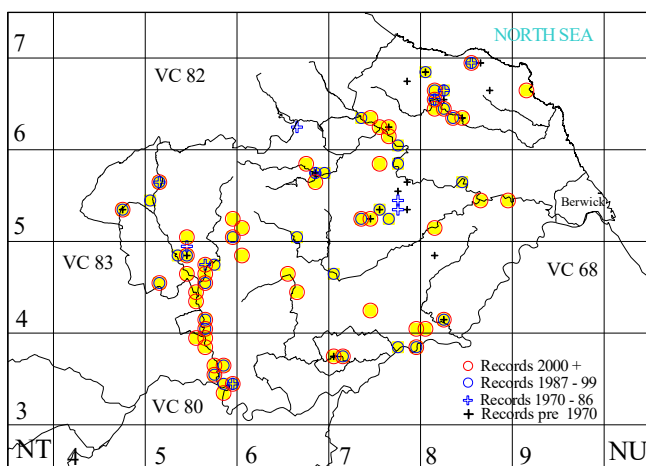 7
NORTH SEA
VC 82
6
Berwick
5
VC 83
VC 68
4
Records 2000 +
Records 1987 - 99
Records 1970 - 86
VC 80
Records pre 1970
3
NT 4 5 6 7 8 9 NU